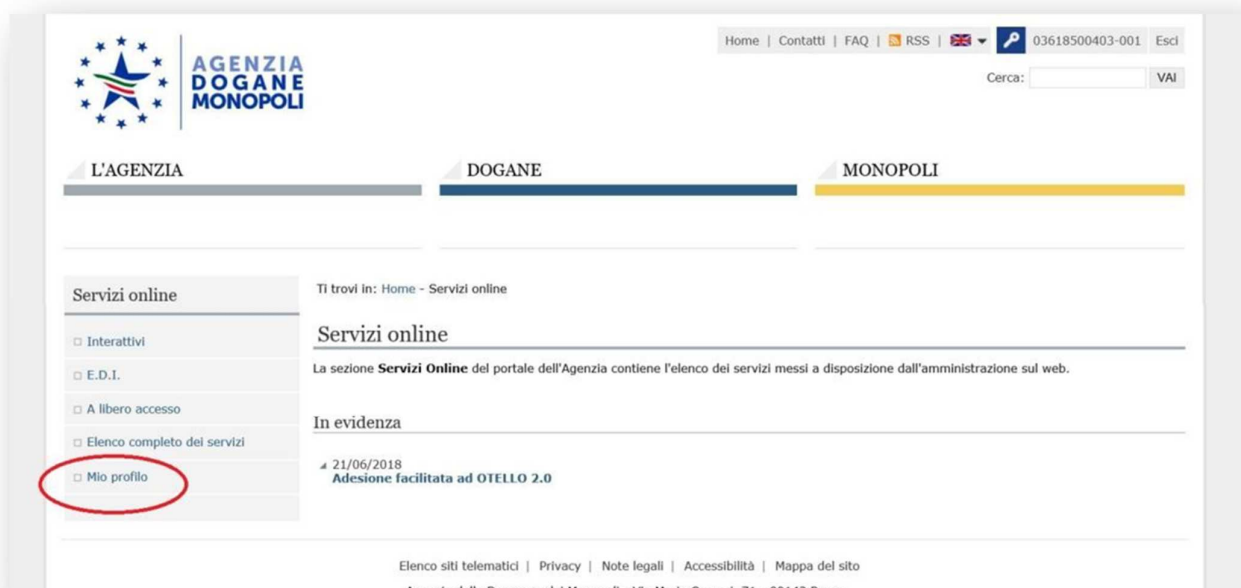 Home | Contatti | FAQ | RSS | 03618500403-001 Esci
AGENZIA
DOGANE
MONOPOLI
Cerca: VAI
L'AGENZIA DOGANE MONOPOLI
Servizi online
Interattivi
E.D.I.
A libero accesso
Elenco completo dei servizi
Mio profilo
Ti trovi in: Home - Servizi online
Servizi online
La sezione Servizi Online del portale dell'Agenzia contiene l'elenco dei servizi messi a disposizione dall'amministrazione sul web.
In evidenza
21/06/2018
Adesione facilitata ad OTELLO 2.0
Elenco siti telematici | Privacy | Note legali | Accessibilità | Mappa del sito